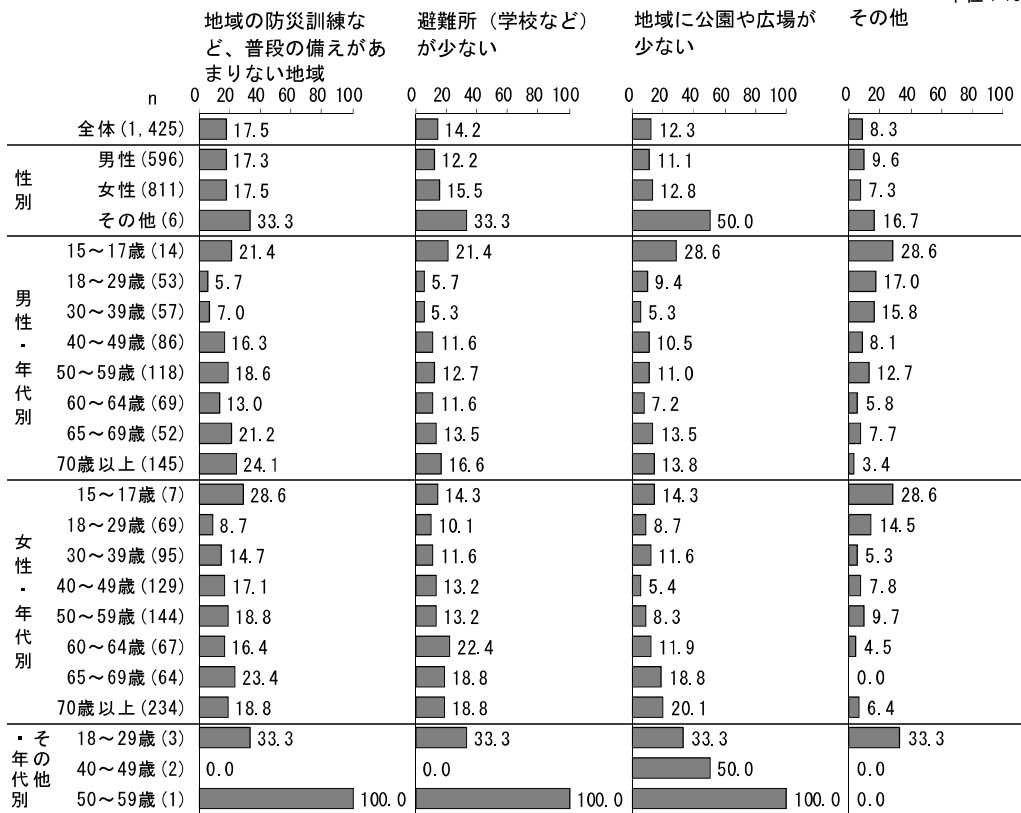 地域の防災訓練な
ど、普段の備えがあ
まりない地域
避難所（学校など）
が少ない
地域に公園や広場が
少ない
その他
n
0 20 40 60 80 100
0 20 40 60 80 100
0 20 40 60 80 100
0 20 40 60 80 100
全体(1,425) 17.5 14.2 12.3 8.3
性別
男性(596) 17.3 12.2 11.1 9.6
女性(811) 17.5 15.5 12.8 7.3
その他(6) 33.3 33.3 50.0 16.7
男性・年代別
15～17歳(14) 21.4 21.4 28.6 28.6
18～29歳(53) 5.7 5.7 9.4 17.0
30～39歳(57) 7.0 5.3 5.3 15.8
40～49歳(86) 16.3 11.6 10.5 8.1
50～59歳(118) 18.6 12.7 11.0 12.7
60～64歳(69) 13.0 11.6 7.2 5.8
65～69歳(52) 21.2 13.5 13.5 7.7
70歳以上(145) 24.1 16.6 13.8 3.4
女性・年代別
15～17歳(7) 28.6 14.3 14.3 28.6
18～29歳(69) 8.7 10.1 8.7 14.5
30～39歳(95) 14.7 11.6 11.6 5.3
40～49歳(129) 17.1 13.2 5.4 7.8
50～59歳(144) 18.8 13.2 8.3 9.7
60～64歳(67) 16.4 22.4 11.9 4.5
65～69歳(64) 23.4 18.8 18.8 0.0
70歳以上(234) 18.8 18.8 20.1 6.4
その他
・年代別
18～29歳(3) 33.3 33.3 33.3 33.3
40～49歳(2) 0.0 0.0 50.0 0.0
50～59歳(1) 100.0 100.0 100.0 0.0